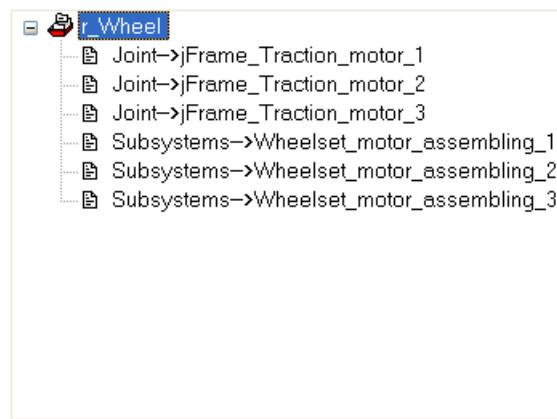 r_Wheel
Joint->jFrame_Traction_motor_1
Joint->jFrame_Traction_motor_2
Joint->jFrame_Traction_motor_3
Subsystems->Wheelset_motor_assembling_1
Subsystems->Wheelset_motor_assembling_2
Subsystems->Wheelset_motor_assembling_3